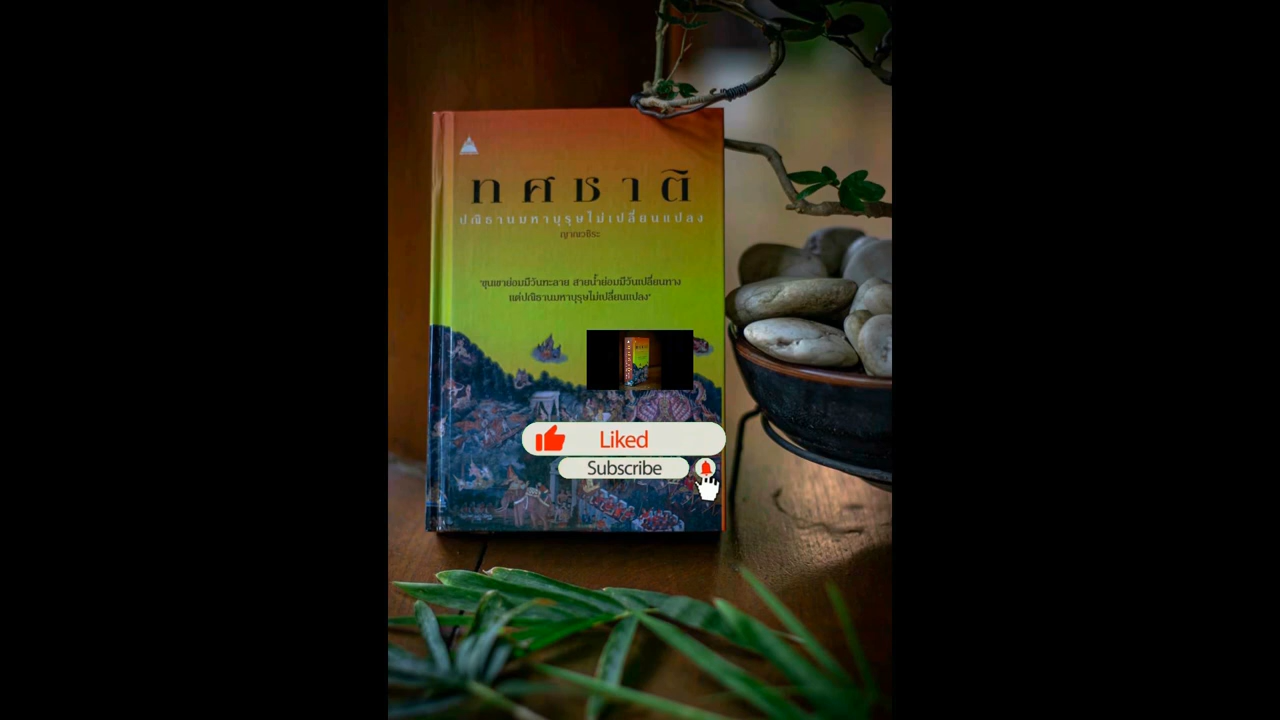 ทศชาติ
ปณิธานมหาบุรุษไม่เปลี่ยนแปลง
ญาณวชิระ
"ขุนเขาย่อมมีวันทะลาย สายน้ำย่อมมีวันเปลี่ยนทาง
แต่ปณิธานมหาบุรุษไม่เปลี่ยนแปลง"
ทศชาติ
Liked
Subscribe